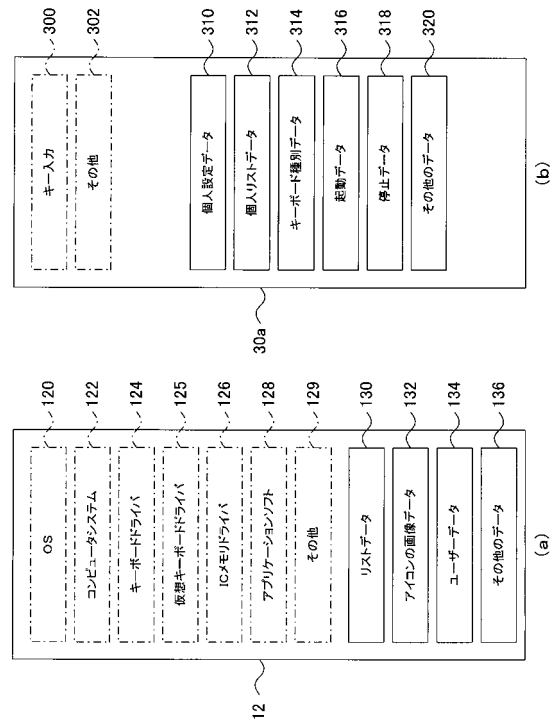 12
OS
120
コンピュータシステム
122
キーボードドライバ
124
仮想キーボードドライバ
125
ICメモリドライバ
126
アプリケーションソフト
128
その他
129
リストデータ
130
アイコンの画像データ
132
ユーザーデータ
134
その他のデータ
136
(a)
30a
キー入力
300
その他
302
個人設定データ
310
個人リストデータ
312
キーボード種別データ
314
起動データ
316
停止データ
318
その他のデータ
320
(b)